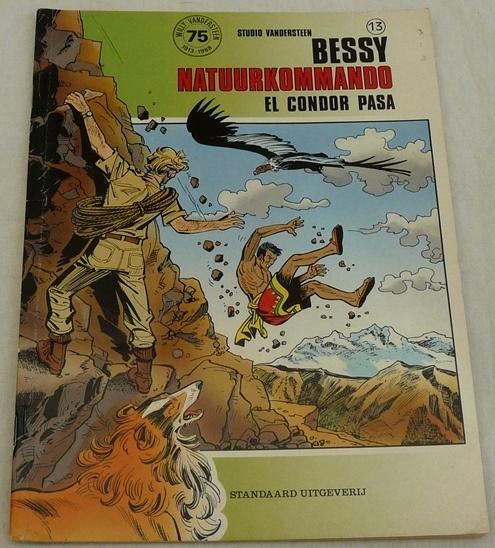 WILLY VANDERSTEEN
75
1913-1988
STUDIO VANDERSTEEN
13
BESSY
NATUURKOMMANDO
EL CONDOR PASA
STANDAARD UITGEVERIJ